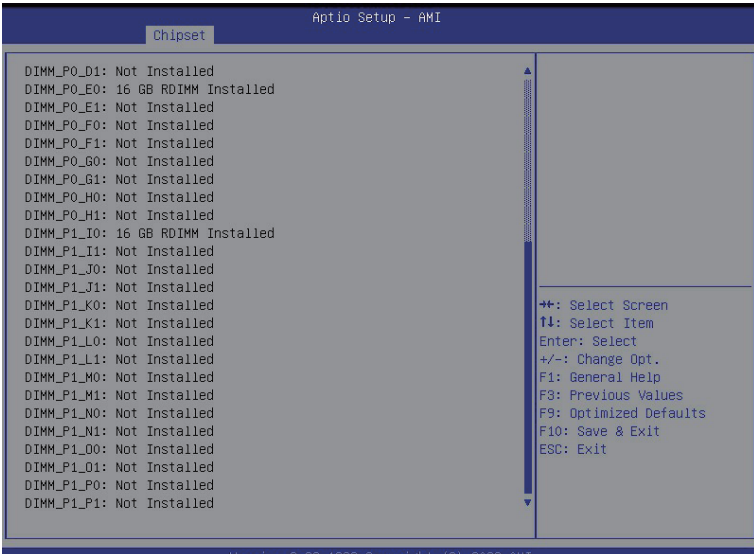 Aptio Setup – AMI
Chipset
DIMM_P0_D1: Not Installed
DIMM_P0_E0: 16 GB RDIMM Installed
DIMM_P0_E1: Not Installed
DIMM_P0_F0: Not Installed
DIMM_P0_F1: Not Installed
DIMM_P0_G0: Not Installed
DIMM_P0_G1: Not Installed
DIMM_P0_H0: Not Installed
DIMM_P0_H1: Not Installed
DIMM_P1_I0: 16 GB RDIMM Installed
DIMM_P1_I1: Not Installed
DIMM_P1_J0: Not Installed
DIMM_P1_J1: Not Installed
DIMM_P1_K0: Not Installed
DIMM_P1_K1: Not Installed
DIMM_P1_L0: Not Installed
DIMM_P1_L1: Not Installed
DIMM_P1_M0: Not Installed
DIMM_P1_M1: Not Installed
DIMM_P1_N0: Not Installed
DIMM_P1_N1: Not Installed
DIMM_P1_O0: Not Installed
DIMM_P1_O1: Not Installed
DIMM_P1_P0: Not Installed
DIMM_P1_P1: Not Installed
→←: Select Screen
↑↓: Select Item
Enter: Select
+/-: Change Opt.
F1: General Help
F3: Previous Values
F9: Optimized Defaults
F10: Save & Exit
ESC: Exit